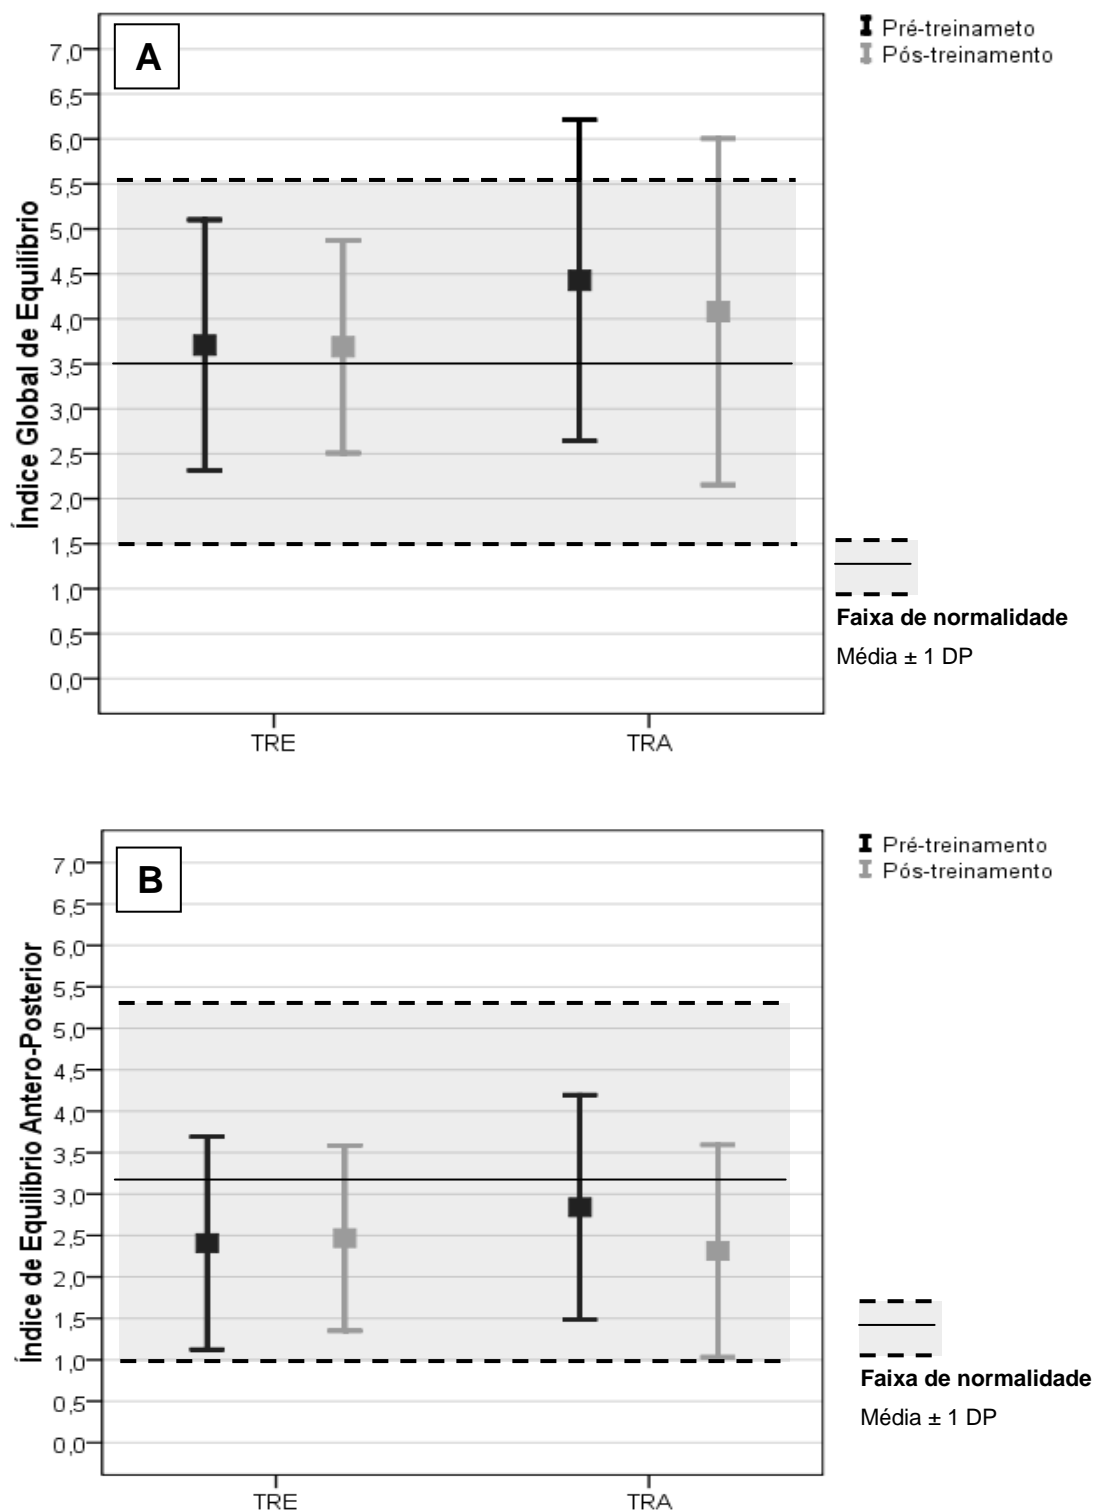 A
Pré-treinameto
Pós-treinamento
Índice Global de Equilíbrio
7,0
6,5
6,0
5,5
5,0
4,5
4,0
3,5
3,0
2,5
2,0
1,5
1,0
0,5
0,0
TRE
TRA
Faixa de normalidade
Média ± 1 DP
B
Pré-treinamento
Pós-treinamento
Índice de Equilíbrio Antero-Posterior
7,0
6,5
6,0
5,5
5,0
4,5
4,0
3,5
3,0
2,5
2,0
1,5
1,0
0,5
0,0
TRE
TRA
Faixa de normalidade
Média ± 1 DP